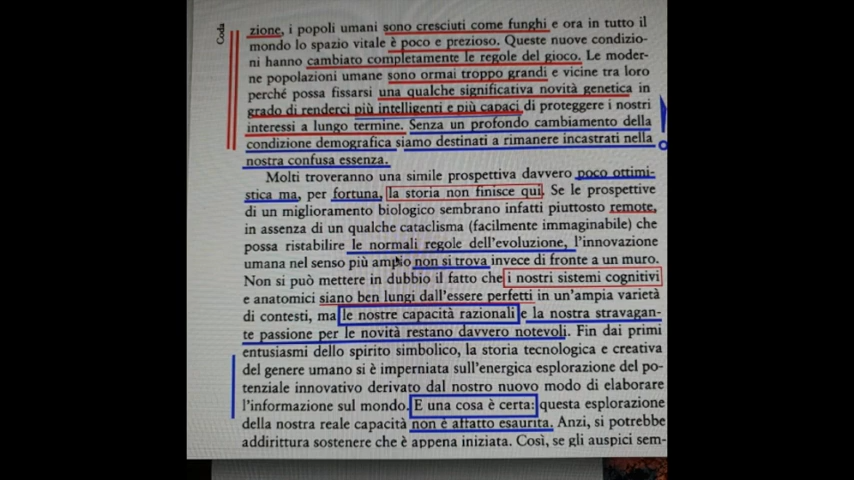 Coda
zione, i popoli umani sono cresciuti come funghi e ora in tutto il
mondo lo spazio vitale è poco e prezioso. Queste nuove condizio-
ni hanno cambiato completamente le regole del gioco. Le moder-
ne popolazioni umane sono ormai troppo grandi e vicine tra loro
perché possa fissarsi una qualche significativa novità genetica in
grado di renderci più intelligenti e più capaci di proteggere i nostri
interessi a lungo termine. Senza un profondo cambiamento della
condizione demografica siamo destinati a rimanere incastrati nella
nostra confusa essenza.
Molti troveranno una simile prospettiva davvero poco ottimi-
stica ma, per fortuna, la storia non finisce qui. Se le prospettive
di un miglioramento biologico sembrano infatti piuttosto remote,
in assenza di un qualche cataclisma (facilmente immaginabile) che
possa ristabilire le normali regole dell'evoluzione, l'innovazione
umana nel senso più ampio non si trova invece di fronte a un muro.
Non si può mettere in dubbio il fatto che i nostri sistemi cognitivi
e anatomici siano ben lungi dall'essere perfetti in un'ampia varietà
di contesti, ma le nostre capacità razionali e la nostra stravagan-
te passione per le novità restano davvero notevoli. Fin dai primi
entusiasmi dello spirito simbolico, la storia tecnologica e creativa
del genere umano si è imperniata sull'energica esplorazione del po-
tenziale innovativo derivato dal nostro nuovo modo di elaborare
l'informazione sul mondo. E una cosa è certa: questa esplorazione
della nostra reale capacità non è affatto esaurita. Anzi, si potrebbe
addirittura sostenere che è appena iniziata. Così, se gli auspici sem-